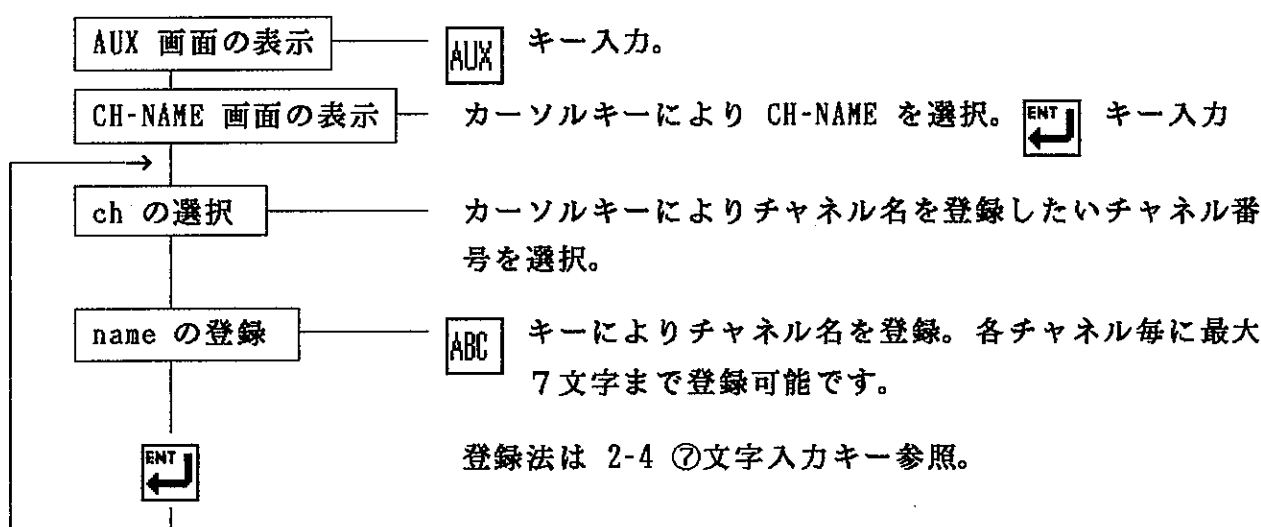 AUX 画面の表示 AUX キー入力。
CH-NAME 画面の表示 カーソルキーにより CH-NAME を選択。 ENT キー入力
ch の選択 カーソルキーによりチャネル名を登録したいチャネル番
号を選択。
name の登録 ABC キーによりチャネル名を登録。各チャネル毎に最大
7文字まで登録可能です。
ENT 登録法は 2-4 ⑦文字入力キー参照。